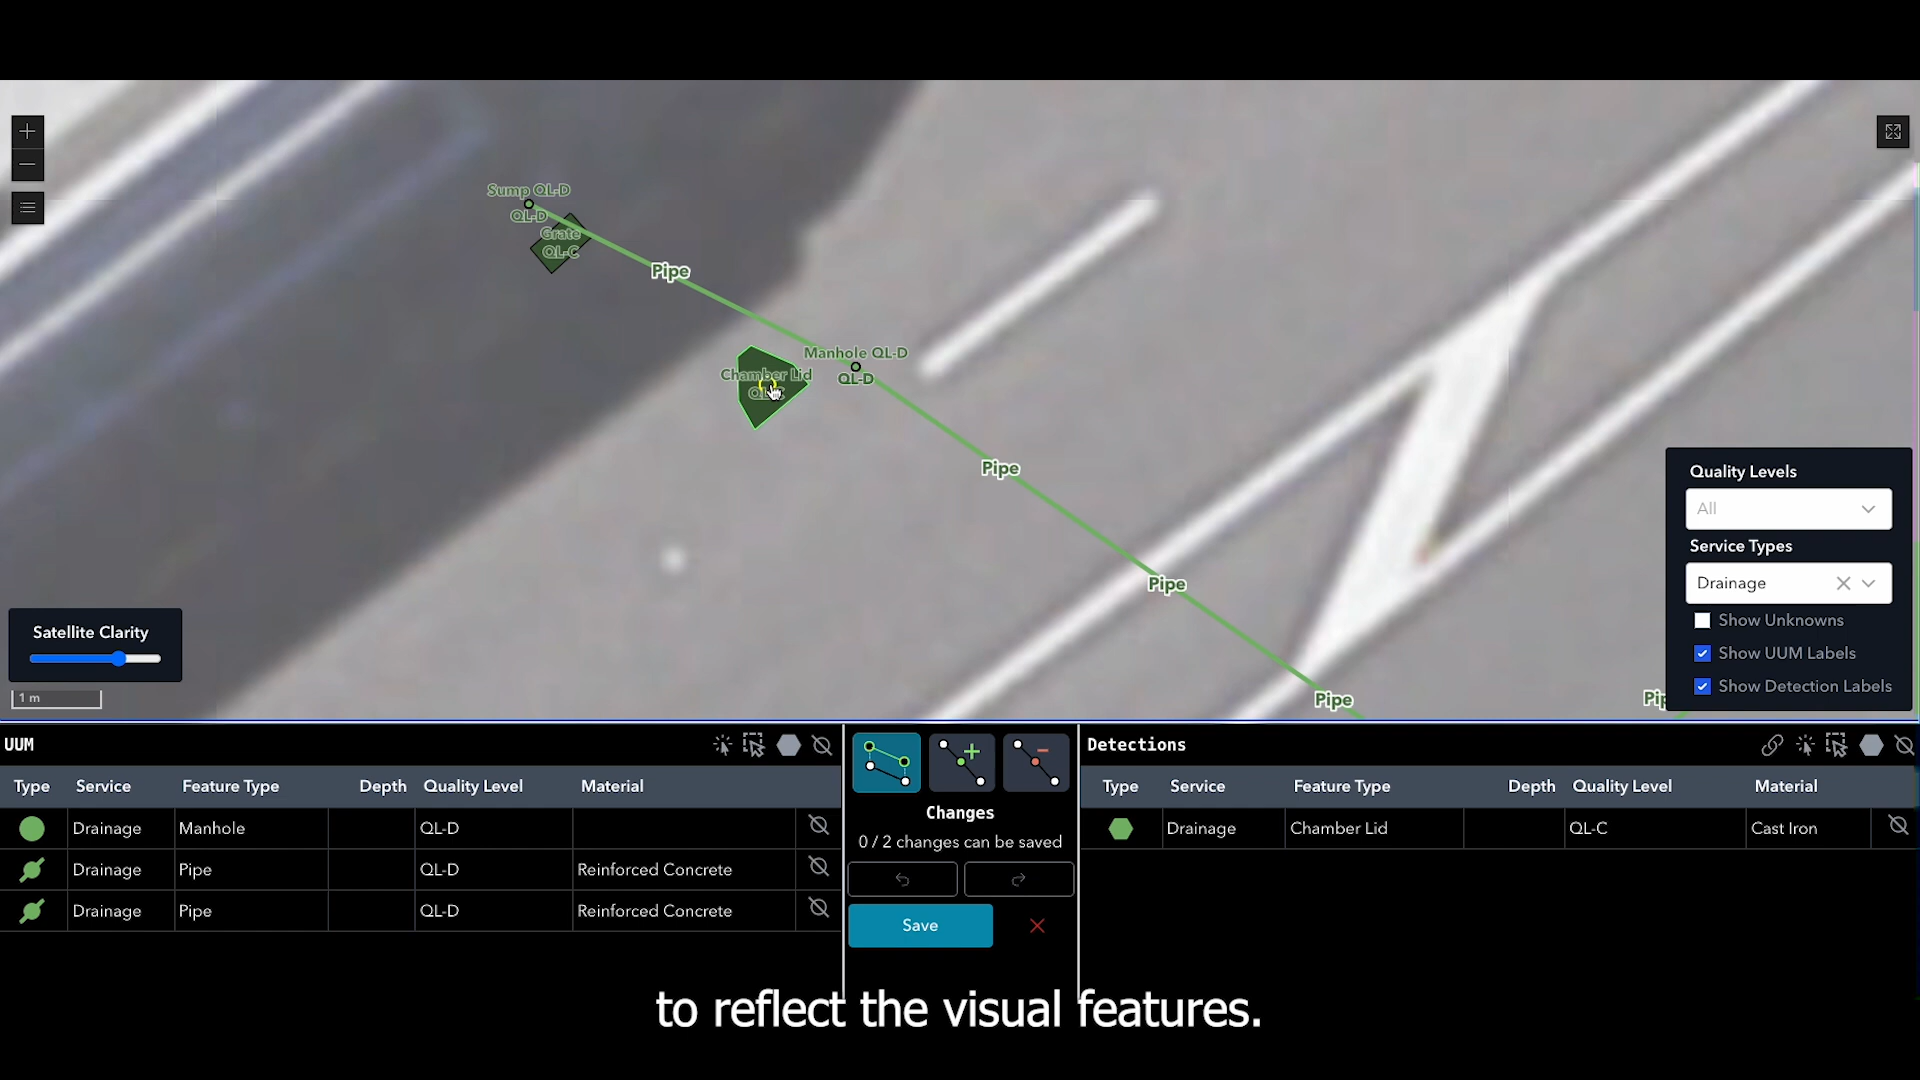 Sump QL-D
QL-D
Grate
QL-C
Pipe
Manhole QL-D
QL-D
Chamber Lid
Pipe
Pipe
Pipe
Quality Levels
All
Service Types
Drainage
Show Unknowns
Show UUM Labels
Show Detection Labels
Satellite Clarity
1 m
UUM
Type Service Feature Type Depth Quality Level Material
Drainage Manhole QL-D
Drainage Pipe QL-D Reinforced Concrete
Drainage Pipe QL-D Reinforced Concrete
Changes
0 / 2 changes can be saved
Save
Detections
Type Service Feature Type Depth Quality Level Material
Drainage Chamber Lid QL-C Cast Iron
to reflect the visual features.